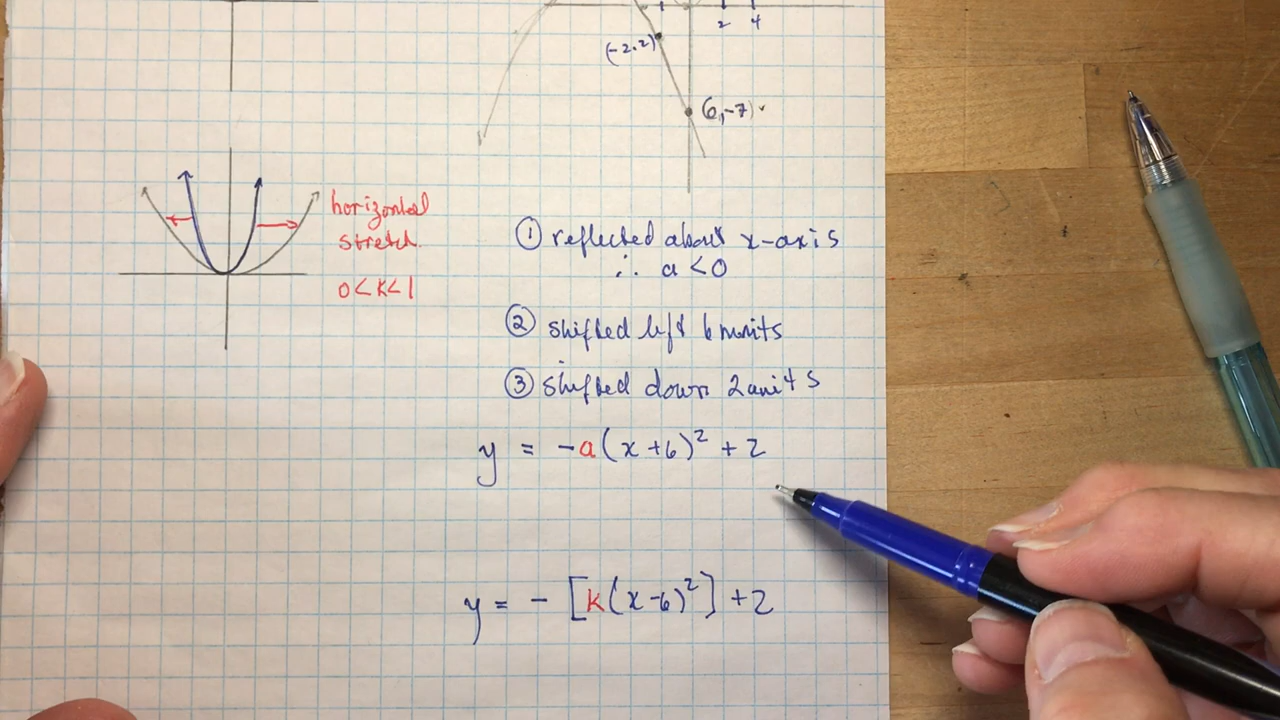 2 4
(-2.2)
(0,-7)
horizontal
stretch.
0<k<1
① reflected about x-axis
∴ a<0
② shifted left 6 units
③ shifted down 2 units
y = -a(x+6)² +2
y = - [k(x-6)²] +2